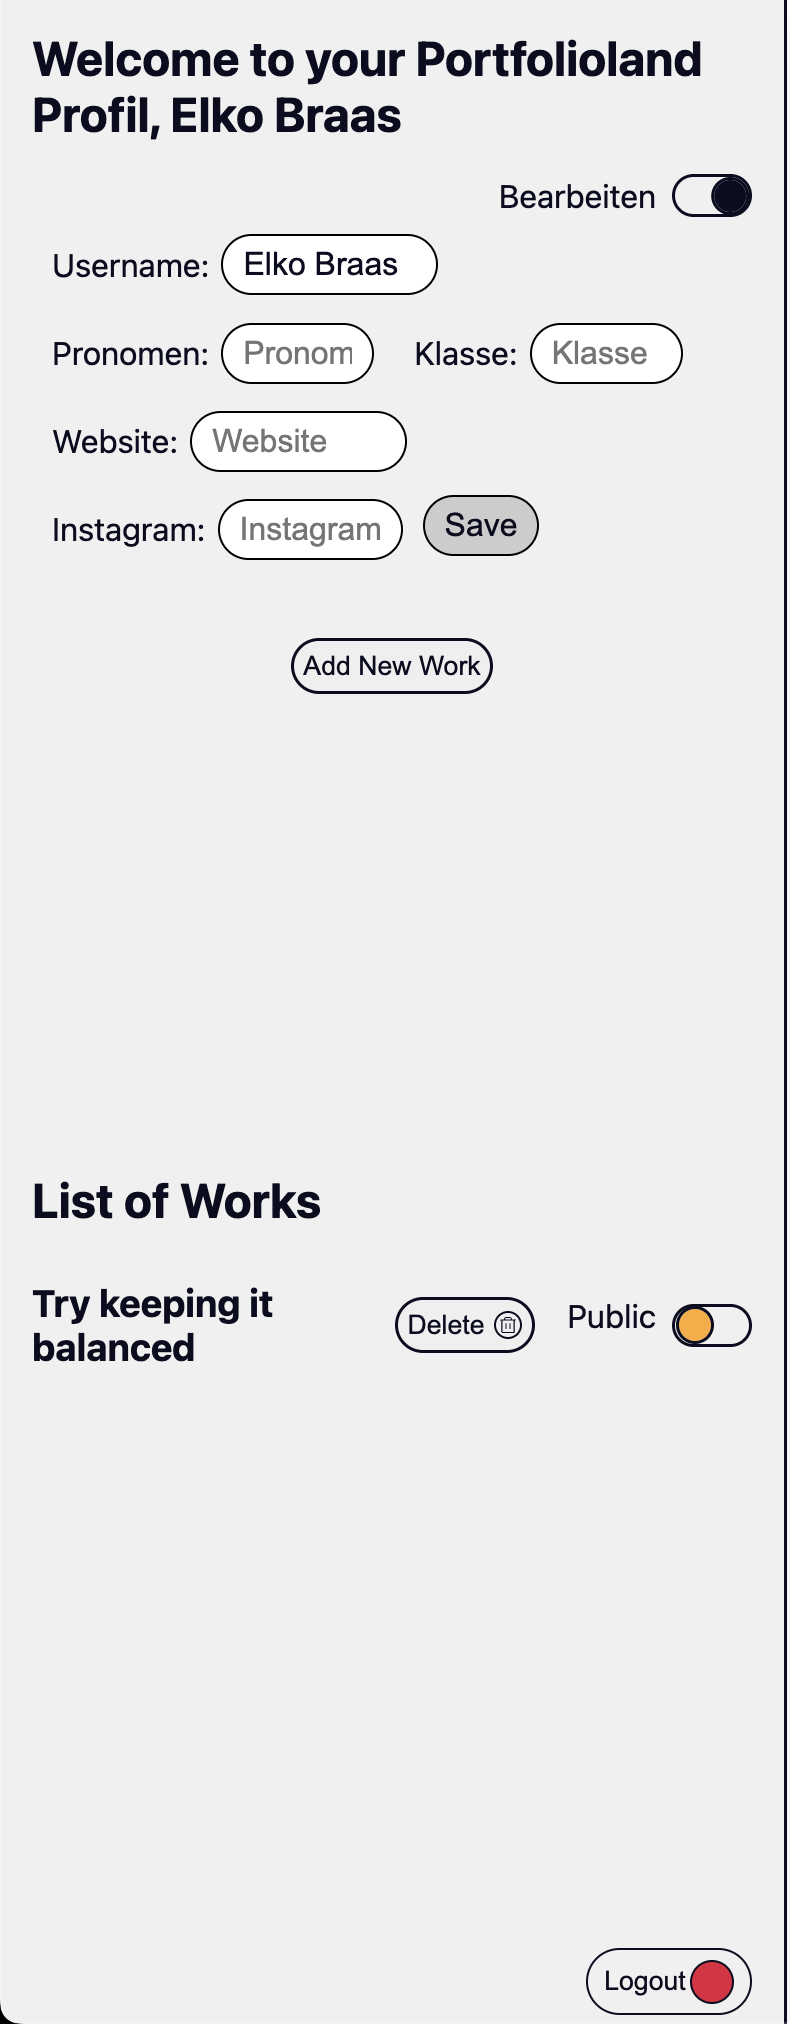 Welcome to your Portfolioland
Profil, Elko Braas
Bearbeiten
Username: Elko Braas
Pronomen: Pronom Klasse: Klasse
Website: Website
Instagram: Instagram Save
Add New Work
List of Works
Try keeping it
balanced
Delete
Public
Logout